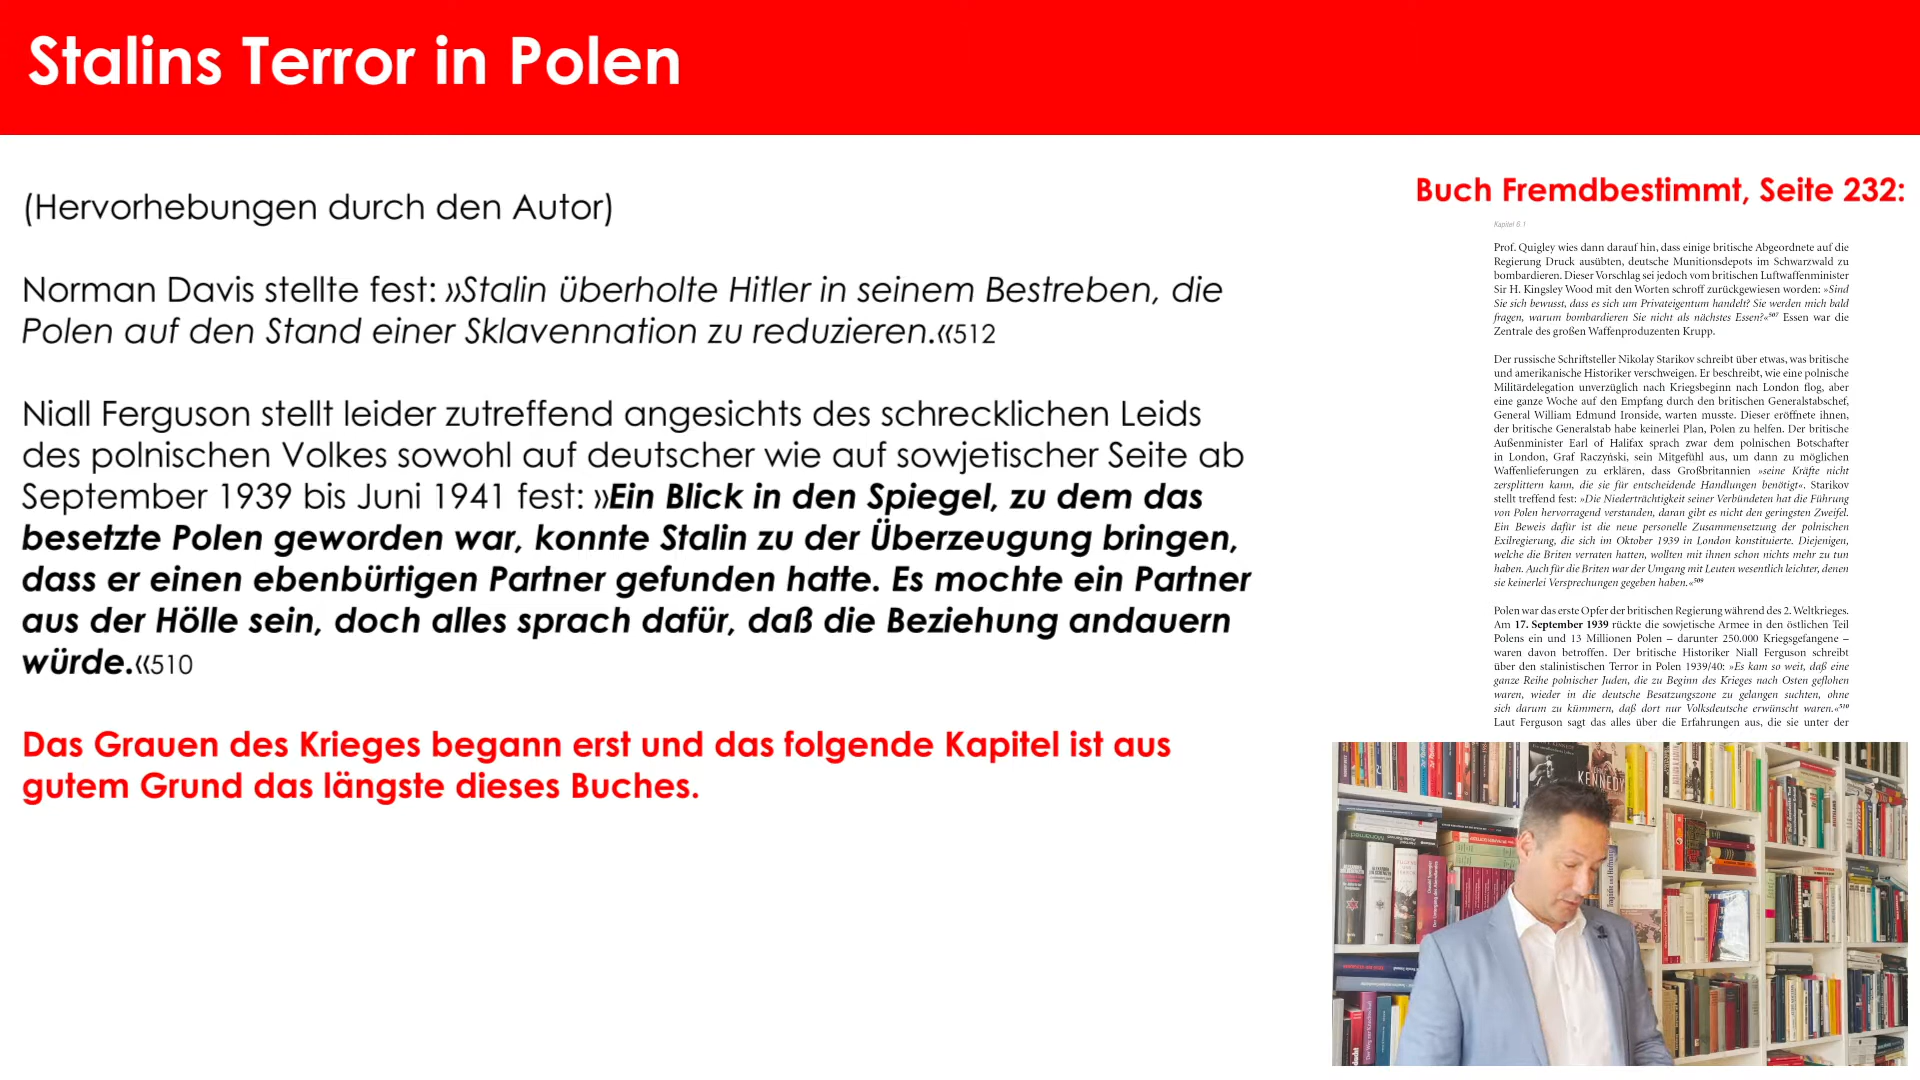 Stalins Terror in Polen
(Hervorhebungen durch den Autor)
Norman Davis stellte fest: »Stalin überholte Hitler in seinem Bestreben, die
Polen auf den Stand einer Sklavennation zu reduzieren.«512
Niall Ferguson stellt leider zutreffend angesichts des schrecklichen Leids
des polnischen Volkes sowohl auf deutscher wie auf sowjetischer Seite ab
September 1939 bis Juni 1941 fest: »Ein Blick in den Spiegel, zu dem das
besetzte Polen geworden war, konnte Stalin zu der Überzeugung bringen,
dass er einen ebenbürtigen Partner gefunden hatte. Es mochte ein Partner
aus der Hölle sein, doch alles sprach dafür, daß die Beziehung andauern
würde.«510
Das Grauen des Krieges begann erst und das folgende Kapitel ist aus
gutem Grund das längste dieses Buches.
Buch Fremdbestimmt, Seite 232:
Kapitel 6.1
Prof. Quigley wies dann darauf hin, dass einige britische Abgeordnete auf die
Regierung Druck ausübten, deutsche Munitionsdepots im Schwarzwald zu
bombardieren. Dieser Vorschlag sei jedoch vom britischen Luftwaffenminister
Sir H. Kingsley Wood mit den Worten schroff zurückgewiesen worden: »Sind
Sie sich bewusst, dass es sich um Privateigentum handelt? Sie werden mich bald
fragen, warum bombardieren Sie nicht als nächstes Essen?«507 Essen war die
Zentrale des großen Waffenproduzenten Krupp.
Der russische Schriftsteller Nikolay Starikov schreibt über etwas, was britische
und amerikanische Historiker verschweigen. Er beschreibt, wie eine polnische
Militärdelegation unverzüglich nach Kriegsbeginn nach London flog, aber
eine ganze Woche auf den Empfang durch den britischen Generalstabschef,
General William Edmund Ironside, warten musste. Dieser eröffnete ihnen,
der britische Generalstab habe keinerlei Plan, Polen zu helfen. Der britische
Außenminister Earl of Halifax sprach zwar dem polnischen Botschafter
in London, Graf Raczyński, sein Mitgefühl aus, um dann zu möglichen
Waffenlieferungen zu erklären, dass Großbritannien »seine Kräfte nicht
zersplittern kann, die sie für entscheidende Handlungen benötigt«. Starikov
stellt treffend fest: »Die Niederträchtigkeit seiner Verbündeten hat die Führung
von Polen hervorragend verstanden, daran gibt es nicht den geringsten Zweifel.
Ein Beweis dafür ist die neue personelle Zusammensetzung der polnischen
Exilregierung, die sich im Oktober 1939 in London konstituierte. Diejenigen,
welche die Briten verraten hatten, wollten mit ihnen schon nichts mehr zu tun
haben. Auch für die Briten war der Umgang mit Leuten wesentlich leichter, denen
sie keinerlei Versprechungen gegeben haben.«509
Polen war das erste Opfer der britischen Regierung während des 2. Weltkrieges.
Am 17. September 1939 rückte die sowjetische Armee in den östlichen Teil
Polens ein und 13 Millionen Polen – darunter 250.000 Kriegsgefangene –
waren davon betroffen. Der britische Historiker Niall Ferguson schreibt
über den stalinistischen Terror in Polen 1939/40: »Es kam so weit, daß eine
ganze Reihe polnischer Juden, die zu Beginn des Krieges nach Osten geflohen
waren, wieder in die deutsche Besatzungszone zu gelangen suchten, ohne
sich darum zu kümmern, daß dort nur Volksdeutsche erwünscht waren.«510
Laut Ferguson sagt das alles über die Erfahrungen aus, die sie unter der
KENNEDY